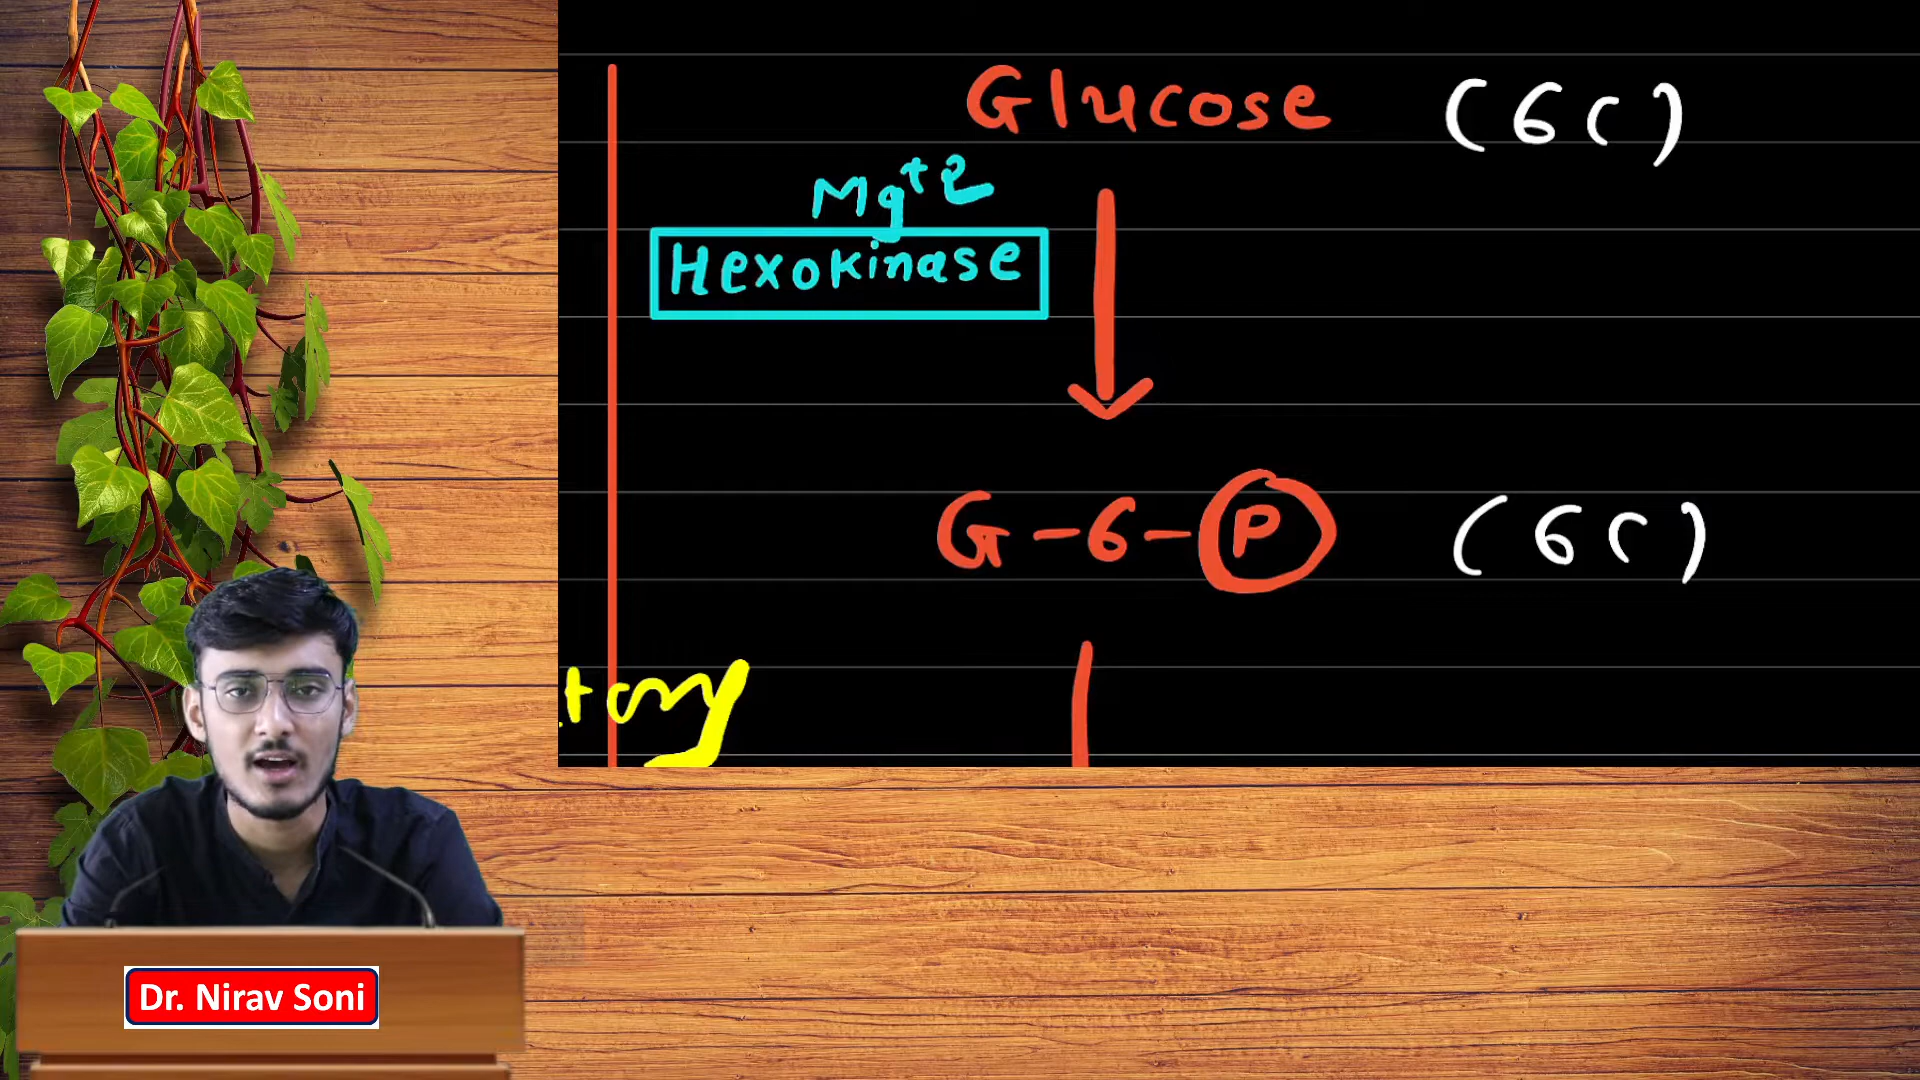 Glucose (6C)
Mg+2
Hexokinase
G-6-P (6C)
Dr. Nirav Soni